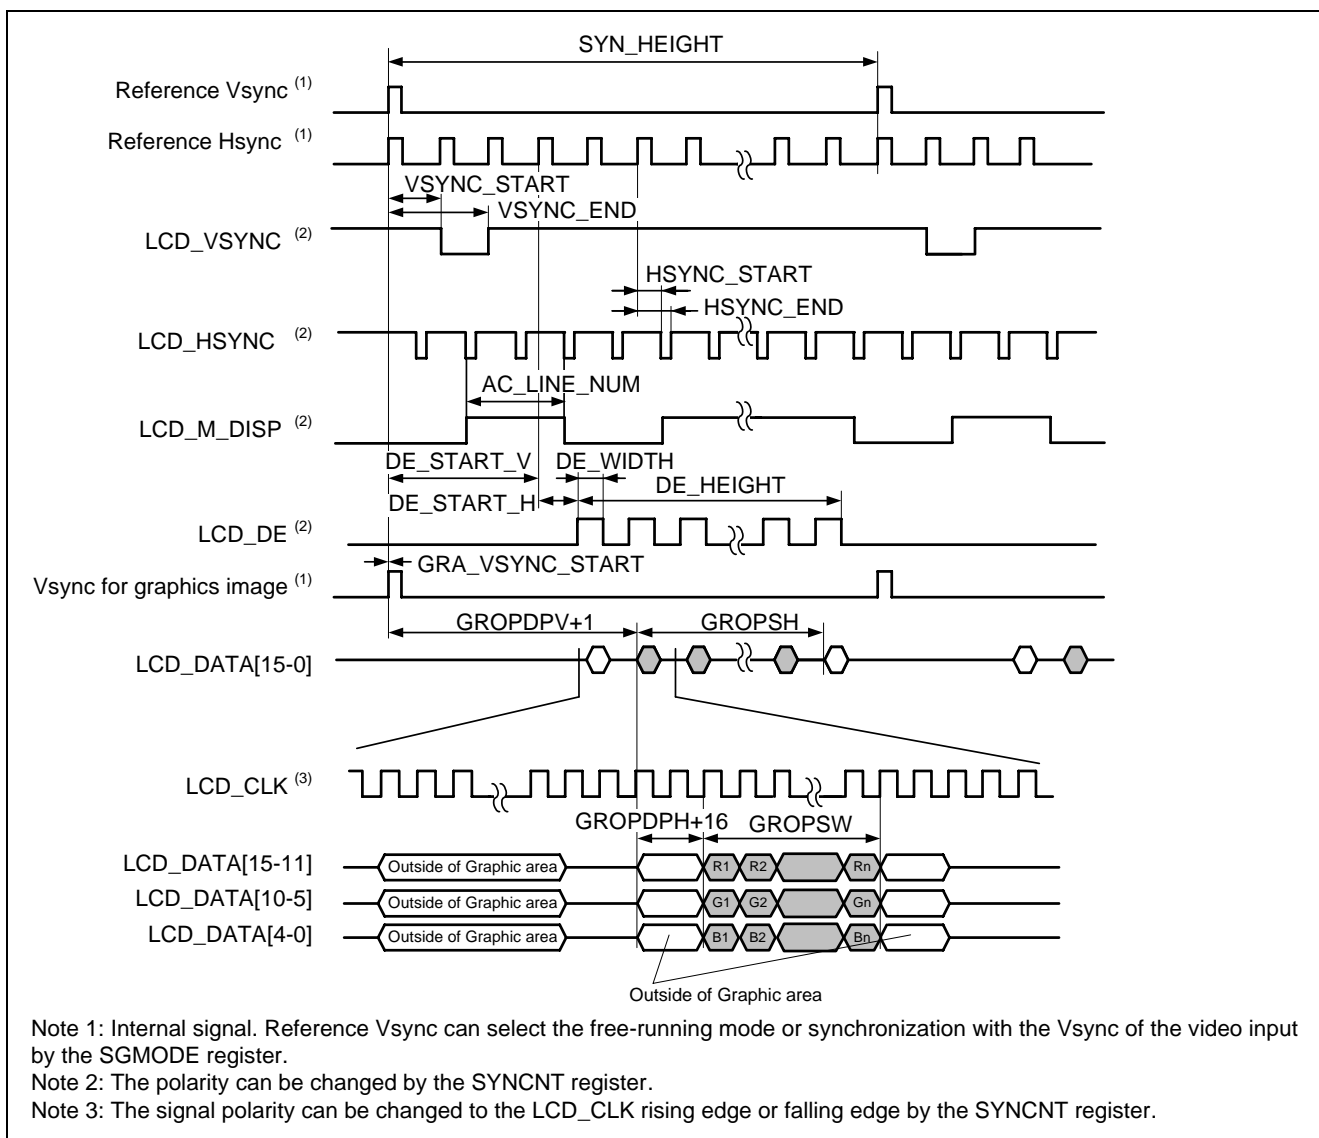 SYN_HEIGHT
Reference Vsync (1)
Reference Hsync (1)
VSYNC_START
VSYNC_END
LCD_VSYNC (2)
HSYNC_START
HSYNC_END
LCD_HSYNC (2)
AC_LINE_NUM
LCD_M_DISP (2)
DE_START_V DE_WIDTH
DE_HEIGHT
DE_START_H
LCD_DE (2)
GRA_VSYNC_START
Vsync for graphics image (1)
GROPDPV+1 GROPSH
LCD_DATA[15-0]
LCD_CLK (3)
GROPDPH+16 GROPSW
LCD_DATA[15-11] Outside of Graphic area R1 R2 Rn
LCD_DATA[10-5] Outside of Graphic area G1 G2 Gn
LCD_DATA[4-0] Outside of Graphic area B1 B2 Bn
Outside of Graphic area
Note 1: Internal signal. Reference Vsync can select the free-running mode or synchronization with the Vsync of the video input
by the SGMODE register.
Note 2: The polarity can be changed by the SYNCNT register.
Note 3: The signal polarity can be changed to the LCD_CLK rising edge or falling edge by the SYNCNT register.